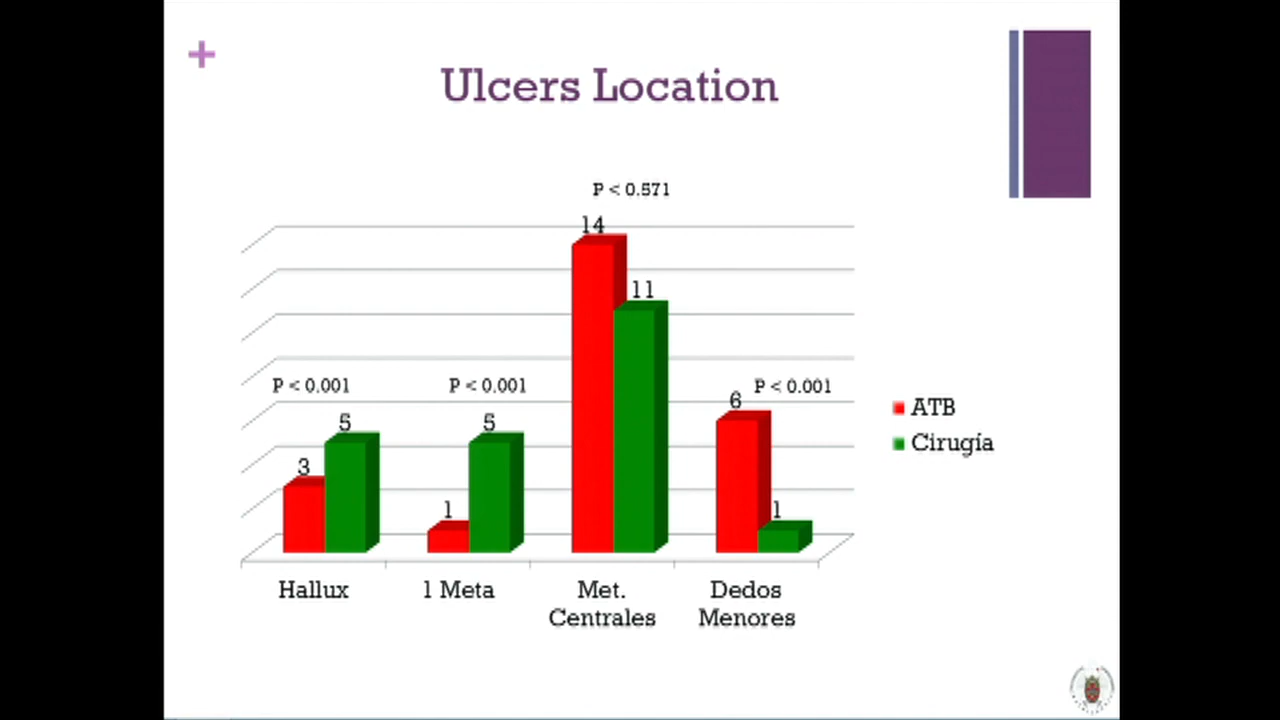 +
Ulcers Location
P < 0.571
14
11
P < 0.001
P < 0.001
P < 0.001
6
5
5
3
1
1
ATB
Cirugía
Hallux
1 Meta
Met.
Centrales
Dedos
Menores